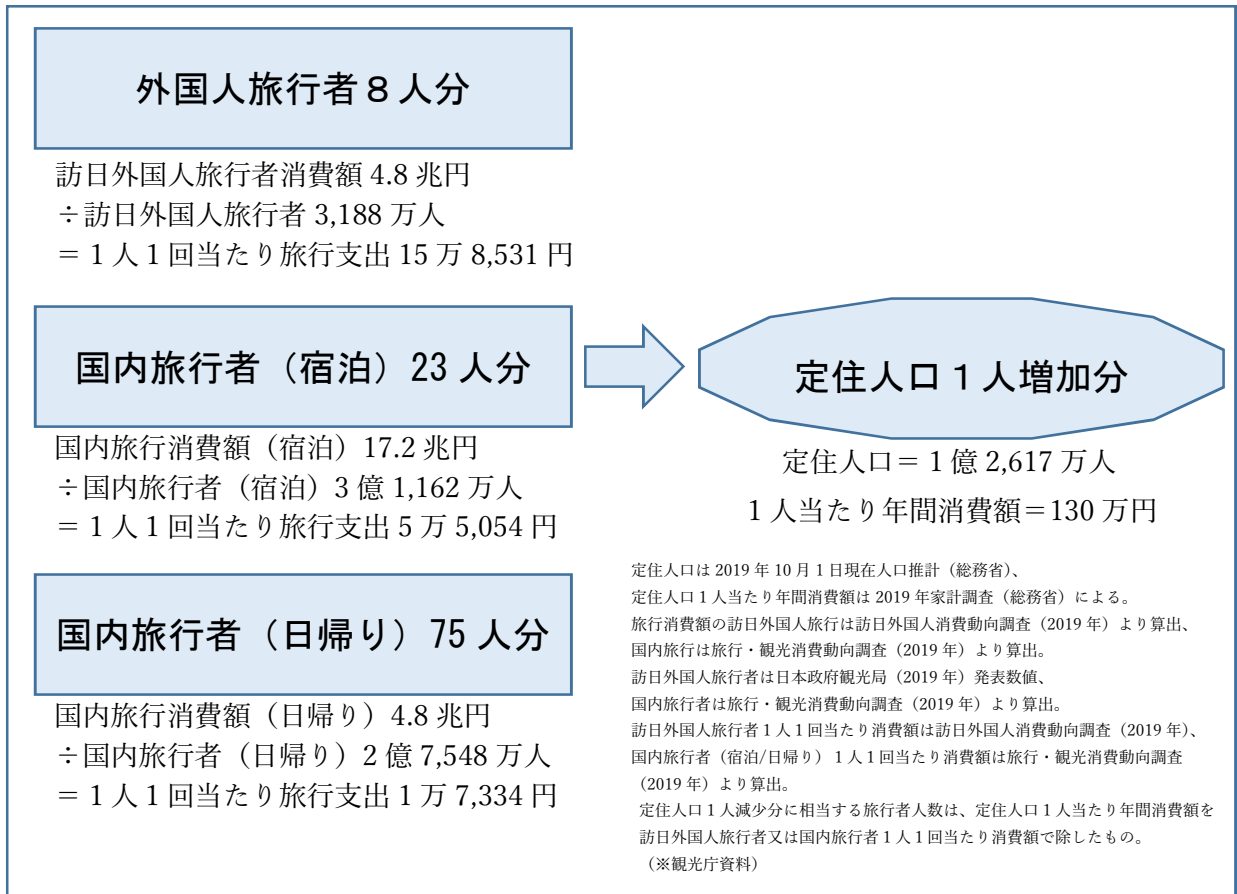 外国人旅行者８人分
訪日外国人旅行者消費額 4.8 兆円
÷訪日外国人旅行者 3,188 万人
＝１人１回当たり旅行支出 15 万 8,531 円
国内旅行者（宿泊）23 人分
国内旅行消費額（宿泊）17.2 兆円
÷国内旅行者（宿泊）3 億 1,162 万人
＝１人１回当たり旅行支出 5 万 5,054 円
国内旅行者（日帰り）75 人分
国内旅行消費額（日帰り）4.8 兆円
÷国内旅行者（日帰り）２億 7,548 万人
＝１人１回当たり旅行支出１万 7,334 円
定住人口１人増加分
定住人口＝１億 2,617 万人
１人当たり年間消費額＝130 万円
定住人口は 2019 年 10 月１日現在人口推計（総務省）、
定住人口１人当たり年間消費額は 2019 年家計調査（総務省）による。
旅行消費額の訪日外国人旅行は訪日外国人消費動向調査（2019 年）より算出、
国内旅行は旅行・観光消費動向調査（2019 年）より算出。
訪日外国人旅行者は日本政府観光局（2019 年）発表数値、
国内旅行者は旅行・観光消費動向調査（2019 年）より算出。
訪日外国人旅行者１人１回当たり消費額は訪日外国人消費動向調査（2019 年）、
国内旅行者（宿泊/日帰り）１人１回当たり消費額は旅行・観光消費動向調査
（2019 年）より算出。
定住人口１人減少分に相当する旅行者人数は、定住人口１人当たり年間消費額を
訪日外国人旅行者又は国内旅行者１人１回当たり消費額で除したもの。
（※観光庁資料）